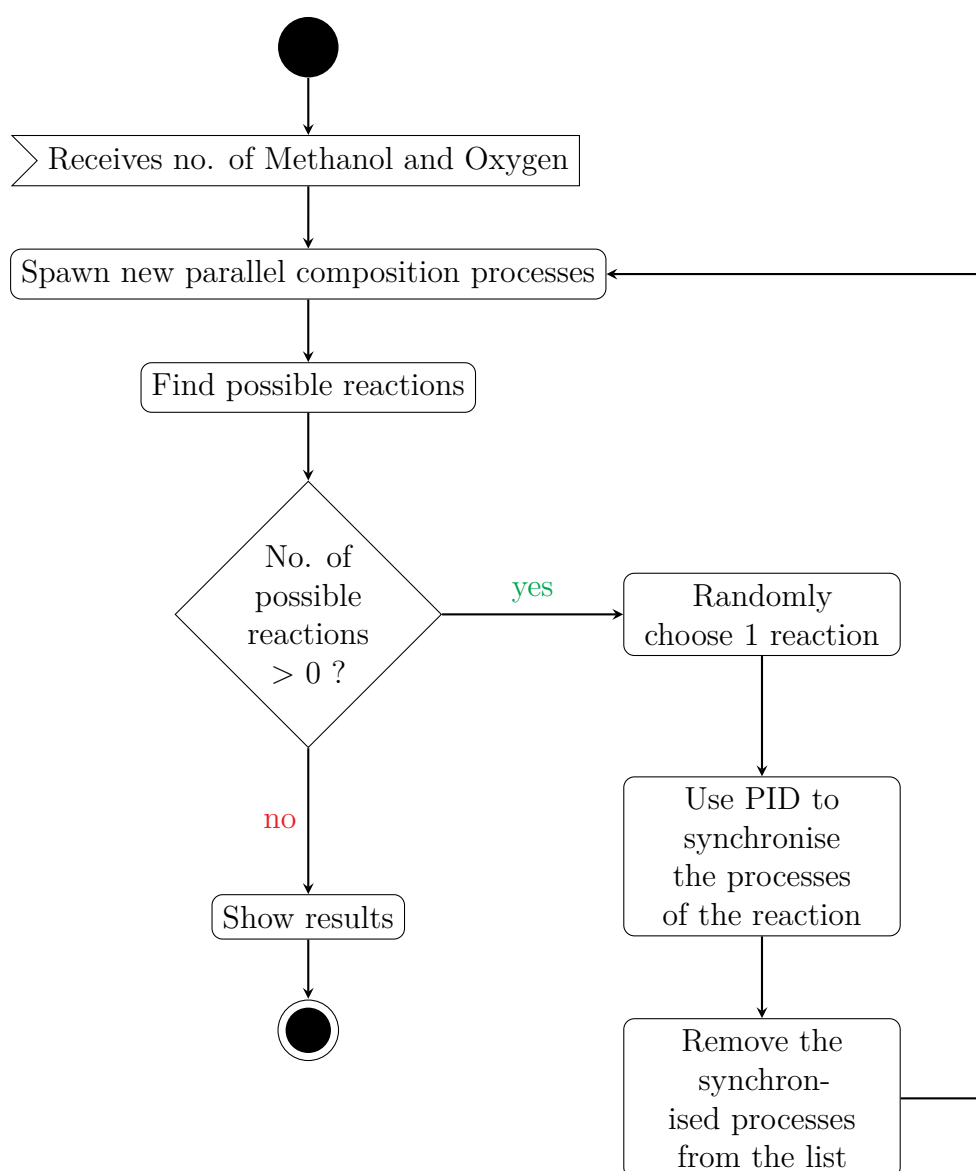 Receives no. of Methanol and Oxygen
Spawn new parallel composition processes
Find possible reactions
No. of
possible
reactions
> 0 ?
yes
Randomly
choose 1 reaction
Use PID to
synchronise
the processes
of the reaction
no
Show results
Remove the
synchron-
ised processes
from the list